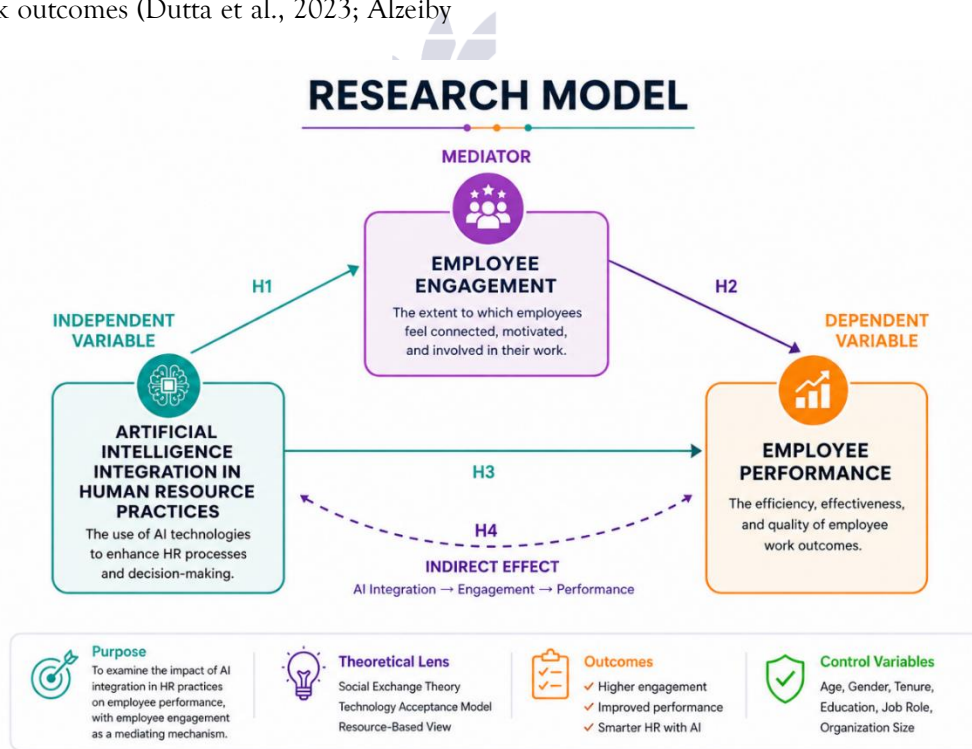 k outcomes (Dutta et al., 2023; Alzeiby
RESEARCH MODEL
MEDIATOR
EMPLOYEE
ENGAGEMENT
The extent to which employees
feel connected, motivated,
and involved in their work.
H1
H2
INDEPENDENT
VARIABLE
ARTIFICIAL
INTELLIGENCE
INTEGRATION IN
HUMAN RESOURCE
PRACTICES
The use of AI technologies
to enhance HR processes
and decision-making.
DEPENDENT
VARIABLE
EMPLOYEE
PERFORMANCE
The efficiency, effectiveness,
and quality of employee
work outcomes.
H3
H4
INDIRECT EFFECT
AI Integration → Engagement → Performance
Purpose
To examine the impact of AI
integration in HR practices
on employee performance,
with employee engagement
as a mediating mechanism.
Theoretical Lens
Social Exchange Theory
Technology Acceptance Model
Resource-Based View
Outcomes
✓ Higher engagement
✓ Improved performance
✓ Smarter HR with AI
Control Variables
Age, Gender, Tenure,
Education, Job Role,
Organization Size